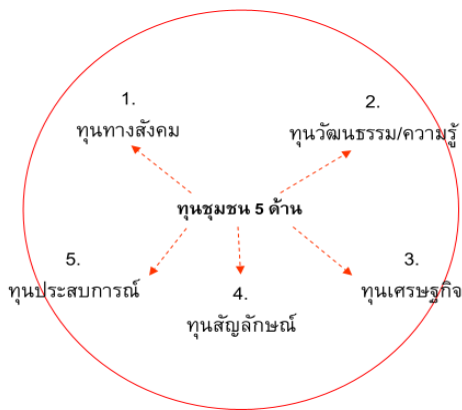 1.
ทุนทางสังคม
2.
ทุนวัฒนธรรม/ความรู้
ทุนชุมชน 5 ด้าน
3.
ทุนเศรษฐกิจ
4.
ทุนสัญลักษณ์
5.
ทุนประสบการณ์